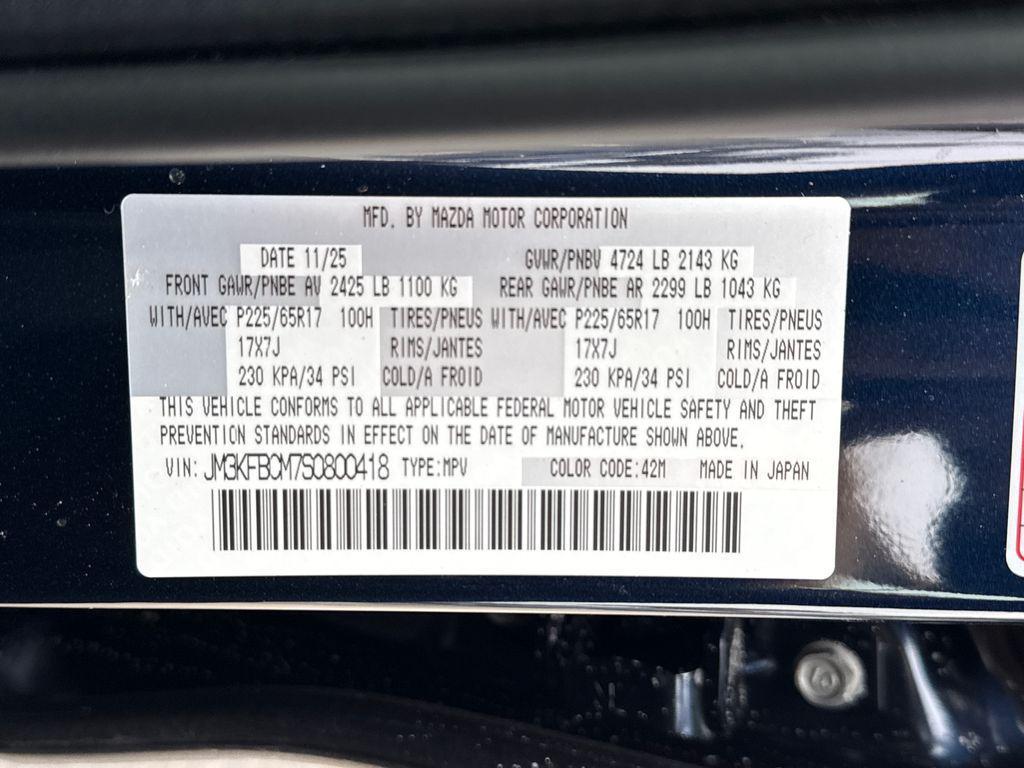 MFD. BY MAZDA MOTOR CORPORATION
DATE 11/25 GVWR/PNBV 4724 LB 2143 KG
FRONT GAWR/PNBE AV 2425 LB 1100 KG REAR GAWR/PNBE AR 2299 LB 1043 KG
WITH/AVEC P225/65R17 100H TIRES/PNEUS WITH/AVEC P225/65R17 100H TIRES/PNEUS
17X7J RIMS/JANTES 17X7J RIMS/JANTES
230 KPA/34 PSI COLD/A FROID 230 KPA/34 PSI COLD/A FROID
THIS VEHICLE CONFORMS TO ALL APPLICABLE FEDERAL MOTOR VEHICLE SAFETY AND THEFT
PREVENTION STANDARDS IN EFFECT ON THE DATE OF MANUFACTURE SHOWN ABOVE.
VIN: JM3KFBCM7S0800418 TYPE:MPV COLOR CODE:42M MADE IN JAPAN